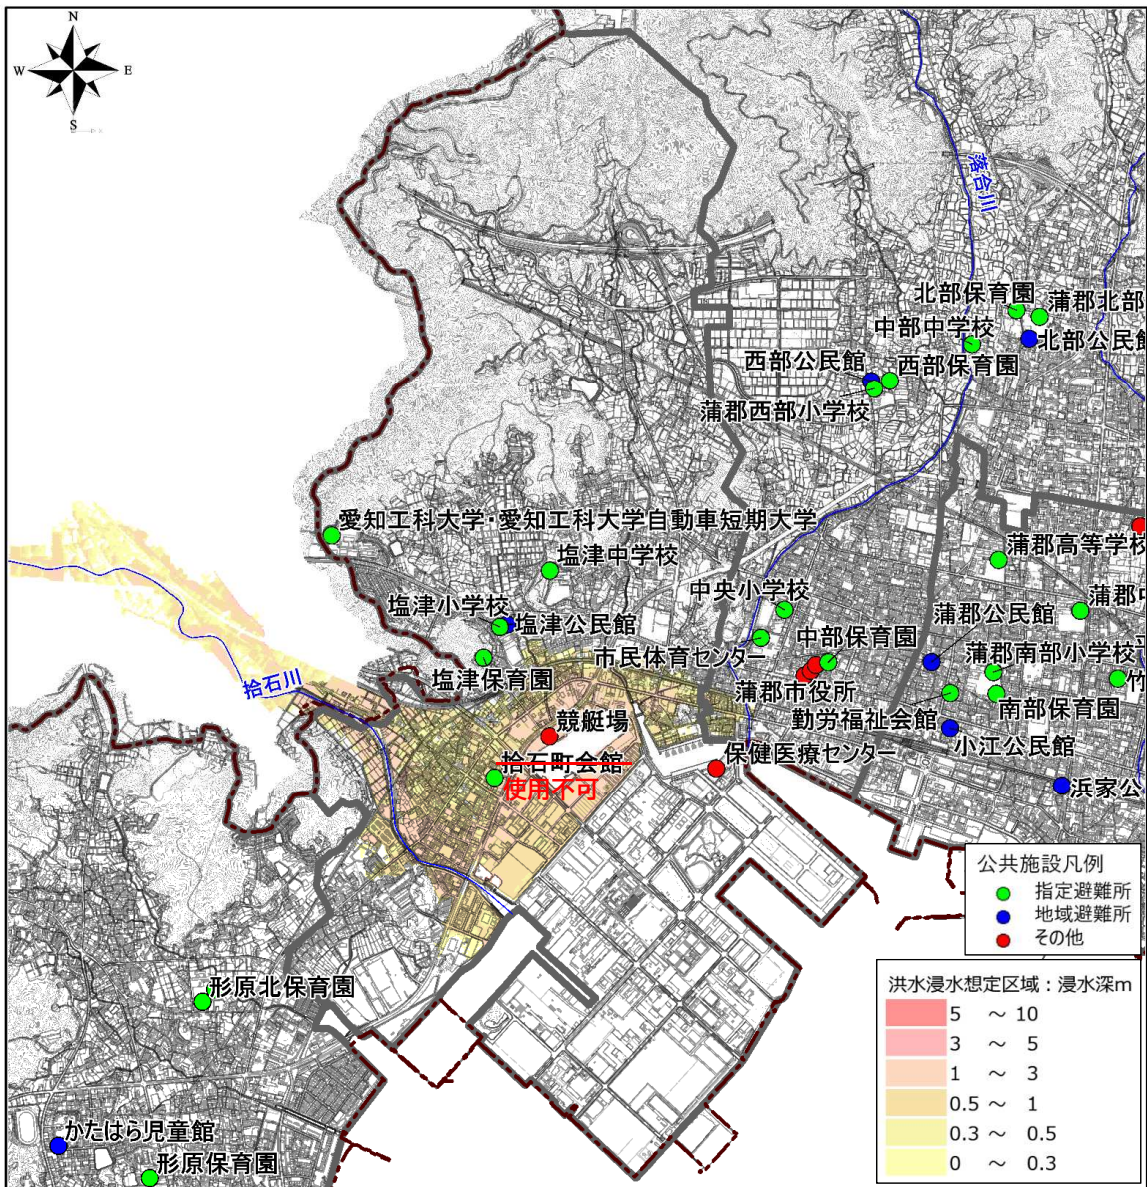 N
W
E
S
落合川
北部保育園
蒲郡北部
中部中学校
北部公民館
西部公民館
西部保育園
蒲郡西部小学校
愛知工科大学・愛知工科大学自動車短期大学
塩津中学校
蒲郡高等学校
中央小学校
塩津小学校
塩津公民館
蒲郡公民館
蒲郡中
中部保育園
市民体育センター
蒲郡南部小学校
塩津保育園
竹
拾石川
蒲郡市役所
南部保育園
勤労福祉会館
競艇場
小江公民館
保健医療センター
拾石町会館
使用不可
浜家公
公共施設凡例
指定避難所
地域避難所
その他
形原北保育園
洪水浸水想定区域：浸水深m
5 ～ 10
3 ～ 5
1 ～ 3
0.5 ～ 1
0.3 ～ 0.5
0 ～ 0.3
かたはら児童館
形原保育園